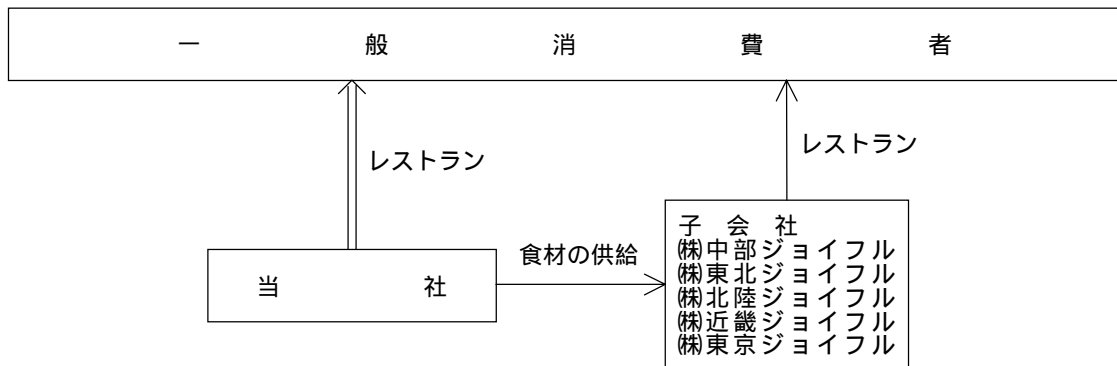 一般消費者
レストラン
レストラン
子会社
㈱中部ジョイフル
㈱東北ジョイフル
㈱北陸ジョイフル
㈱近畿ジョイフル
㈱東京ジョイフル
食材の供給
当社